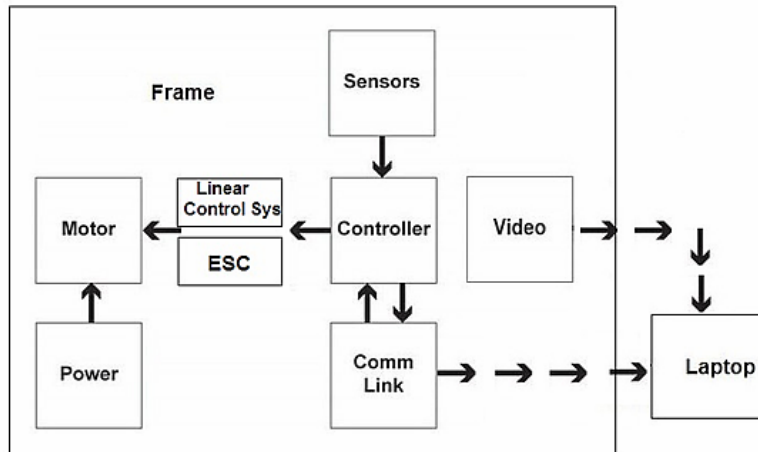 Sensors
Frame
Linear
Control Sys
Motor
Controller
Video
ESC
Power
Comm
Link
Laptop